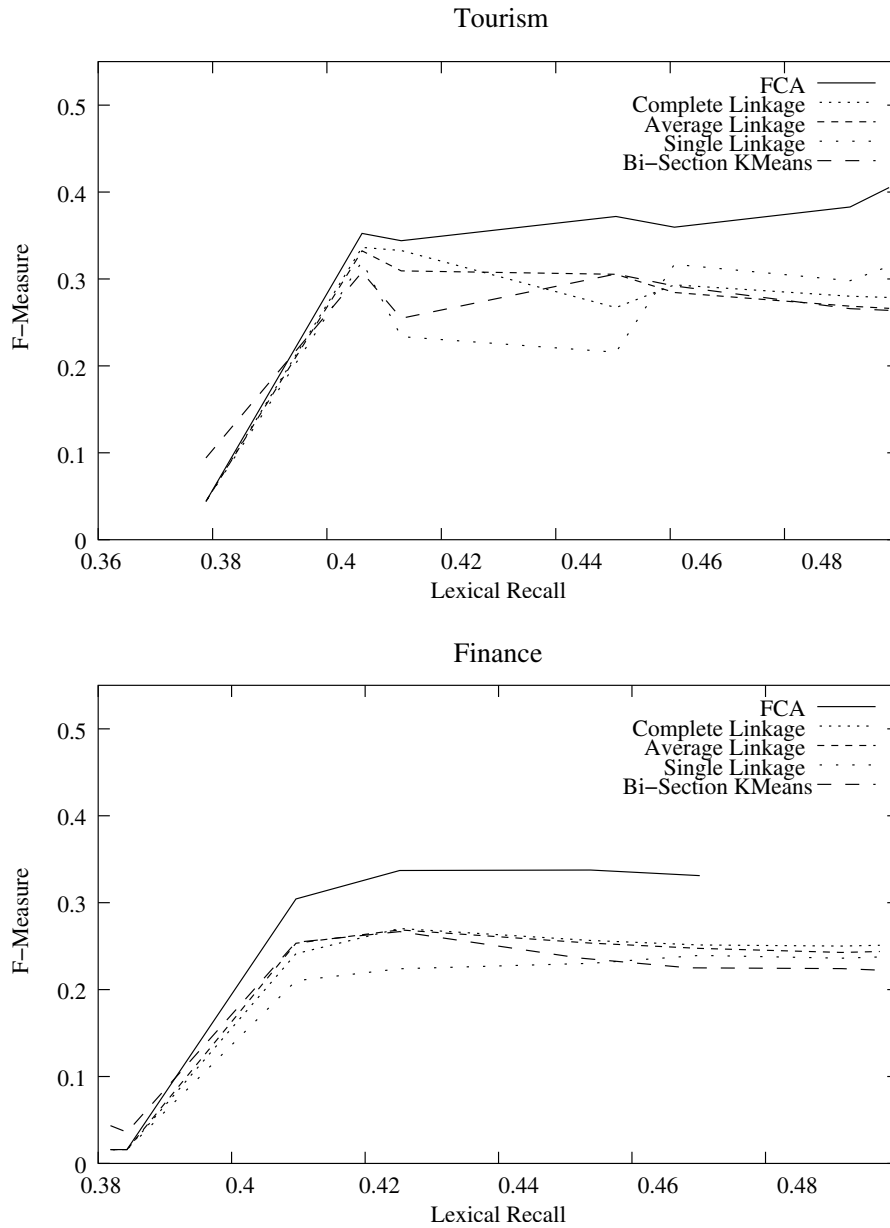 Tourism
0.5
0.4
0.3
0.2
0.1
0
F−Measure
FCA
Complete Linkage
Average Linkage
Single Linkage
Bi−Section KMeans
0.36 0.38 0.4 0.42 0.44 0.46 0.48
Lexical Recall
Finance
0.5
0.4
0.3
0.2
0.1
0
F−Measure
FCA
Complete Linkage
Average Linkage
Single Linkage
Bi−Section KMeans
0.38 0.4 0.42 0.44 0.46 0.48
Lexical Recall